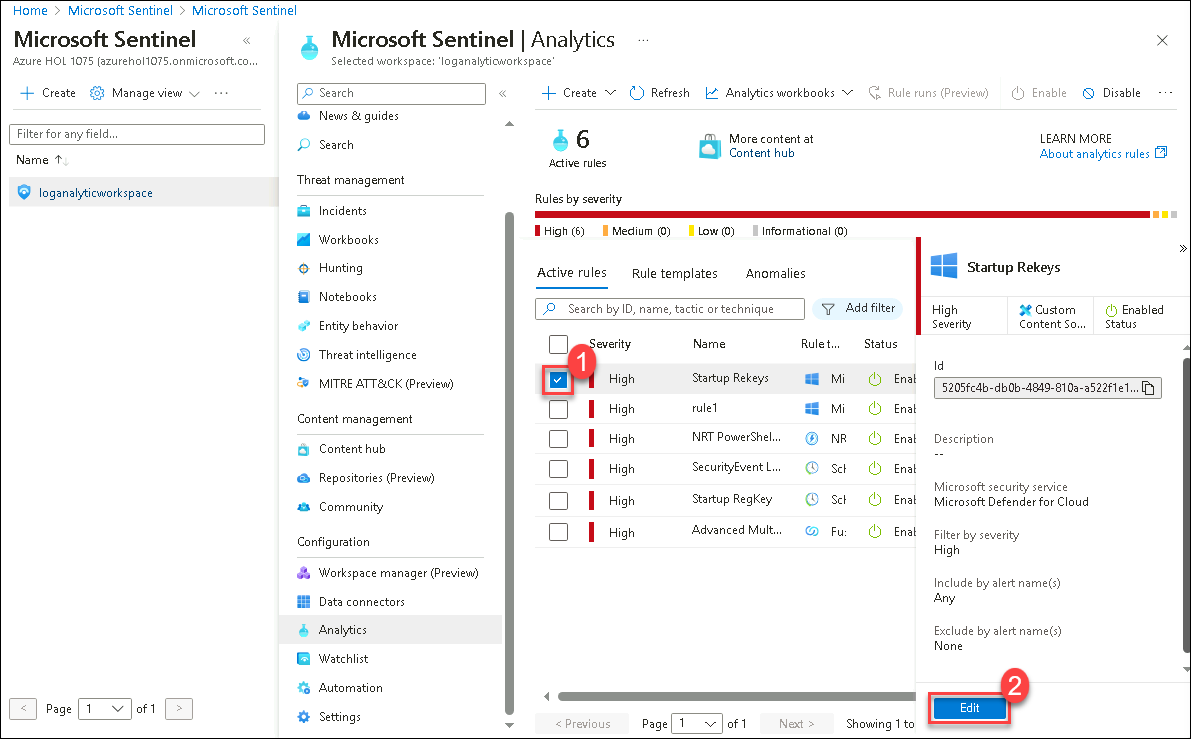 Home > Microsoft Sentinel > Microsoft Sentinel
Microsoft Sentinel «
Azure HOL 1075 (azurehol1075.onmicrosoft.co...
+ Create Manage view ...
Filter for any field...
Name ↑↓
loganalyticworkspace
< Page 1 of 1 >
Microsoft Sentinel | Analytics ...
Selected workspace: 'loganalyticworkspace'
Search «
News & guides
Search
Threat management
Incidents
Workbooks
Hunting
Notebooks
Entity behavior
Threat intelligence
MITRE ATT&CK (Preview)
Content management
Content hub
Repositories (Preview)
Community
Configuration
Workspace manager (Preview)
Data connectors
Analytics
Watchlist
Automation
Settings
+ Create Refresh Analytics workbooks Rule runs (Preview) Enable Disable ...
6
Active rules
More content at
Content hub
LEARN MORE
About analytics rules
Rules by severity
High (6) Medium (0) Low (0) Informational (0)
Active rules Rule templates Anomalies
Search by ID, name, tactic or technique Add filter
Severity Name Rule t... Status
1
High Startup Rekeys Mi Enab
High rule1 Mi Enab
High NRT PowerShel... NR Enab
High SecurityEvent L... Sch Enab
High Startup RegKey Sch Enab
High Advanced Mult... Fu: Enab
< Previous Page 1 of 1 Next > Showing 1 to
»
Startup Rekeys
High
Severity
Custom
Content So...
Enabled
Status
Id
5205fc4b-db0b-4849-810a-a522f1e1...
Description
--
Microsoft security service
Microsoft Defender for Cloud
Filter by severity
High
Include by alert name(s)
Any
Exclude by alert name(s)
None
2
Edit